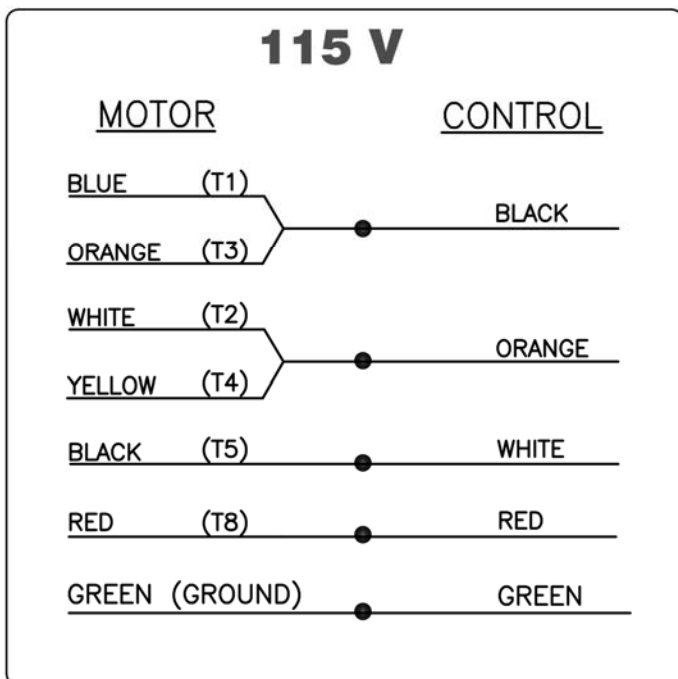 115 V
MOTOR CONTROL
BLUE (T1)
BLACK
ORANGE (T3)
WHITE (T2)
ORANGE
YELLOW (T4)
BLACK (T5) WHITE
RED (T8) RED
GREEN (GROUND) GREEN